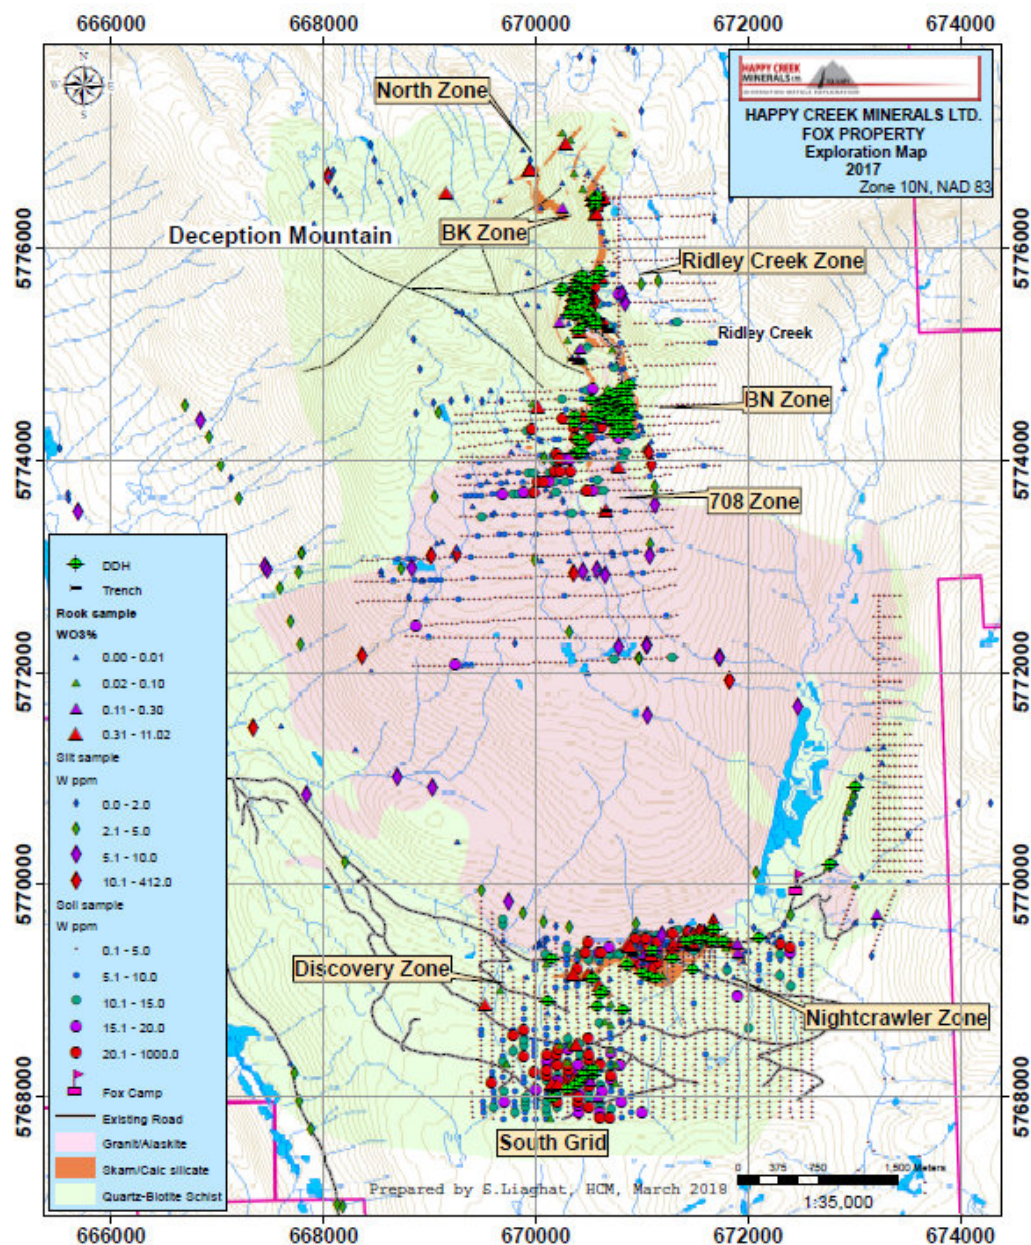 666000 668000 670000 672000 674000
N
W E
S
North Zone
HAPPY CREEK
MINERALS LTD.
HAPPY CREEK MINERALS LTD.
FOX PROPERTY
Exploration Map
2017
Zone 10N, NAD 83
5776000 5776000
Deception Mountain
BK Zone
Ridley Creek Zone
Ridley Creek
BN Zone
5774000 5774000
708 Zone
DDH
Trench
Rook sample
WO3%
0.00 - 0.01
0.02 - 0.10
0.11 - 0.30
0.31 - 11.02
Silt sample
W ppm
0.0 - 2.0
2.1 - 5.0
5.1 - 10.0
10.1 - 412.0
Soil sample
W ppm
0.1 - 5.0
5.1 - 10.0
10.1 - 15.0
15.1 - 20.0
20.1 - 1000.0
Fox Camp
Existing Road
Granit/Alaskite
Skarn/Calc silicate
Quartz-Biotite Schist
5772000 5772000
5770000 5770000
Discovery Zone
Nightcrawler Zone
5768000 5768000
South Grid
0 375 750 1,500 Meters
Prepared by S.Liaghat, HCM, March 2018
1:35,000
666000 668000 670000 672000 674000